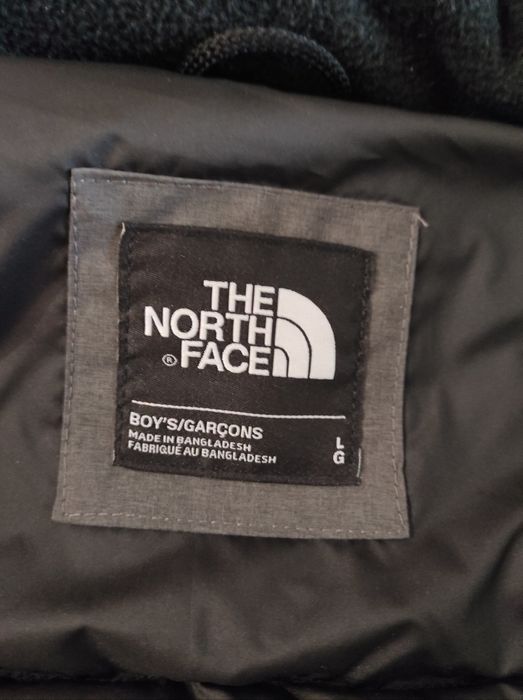 THE
NORTH
FACE
®
BOY'S/GARÇONS
MADE IN BANGLADESH
FABRIQUÉ AU BANGLADESH
L
G